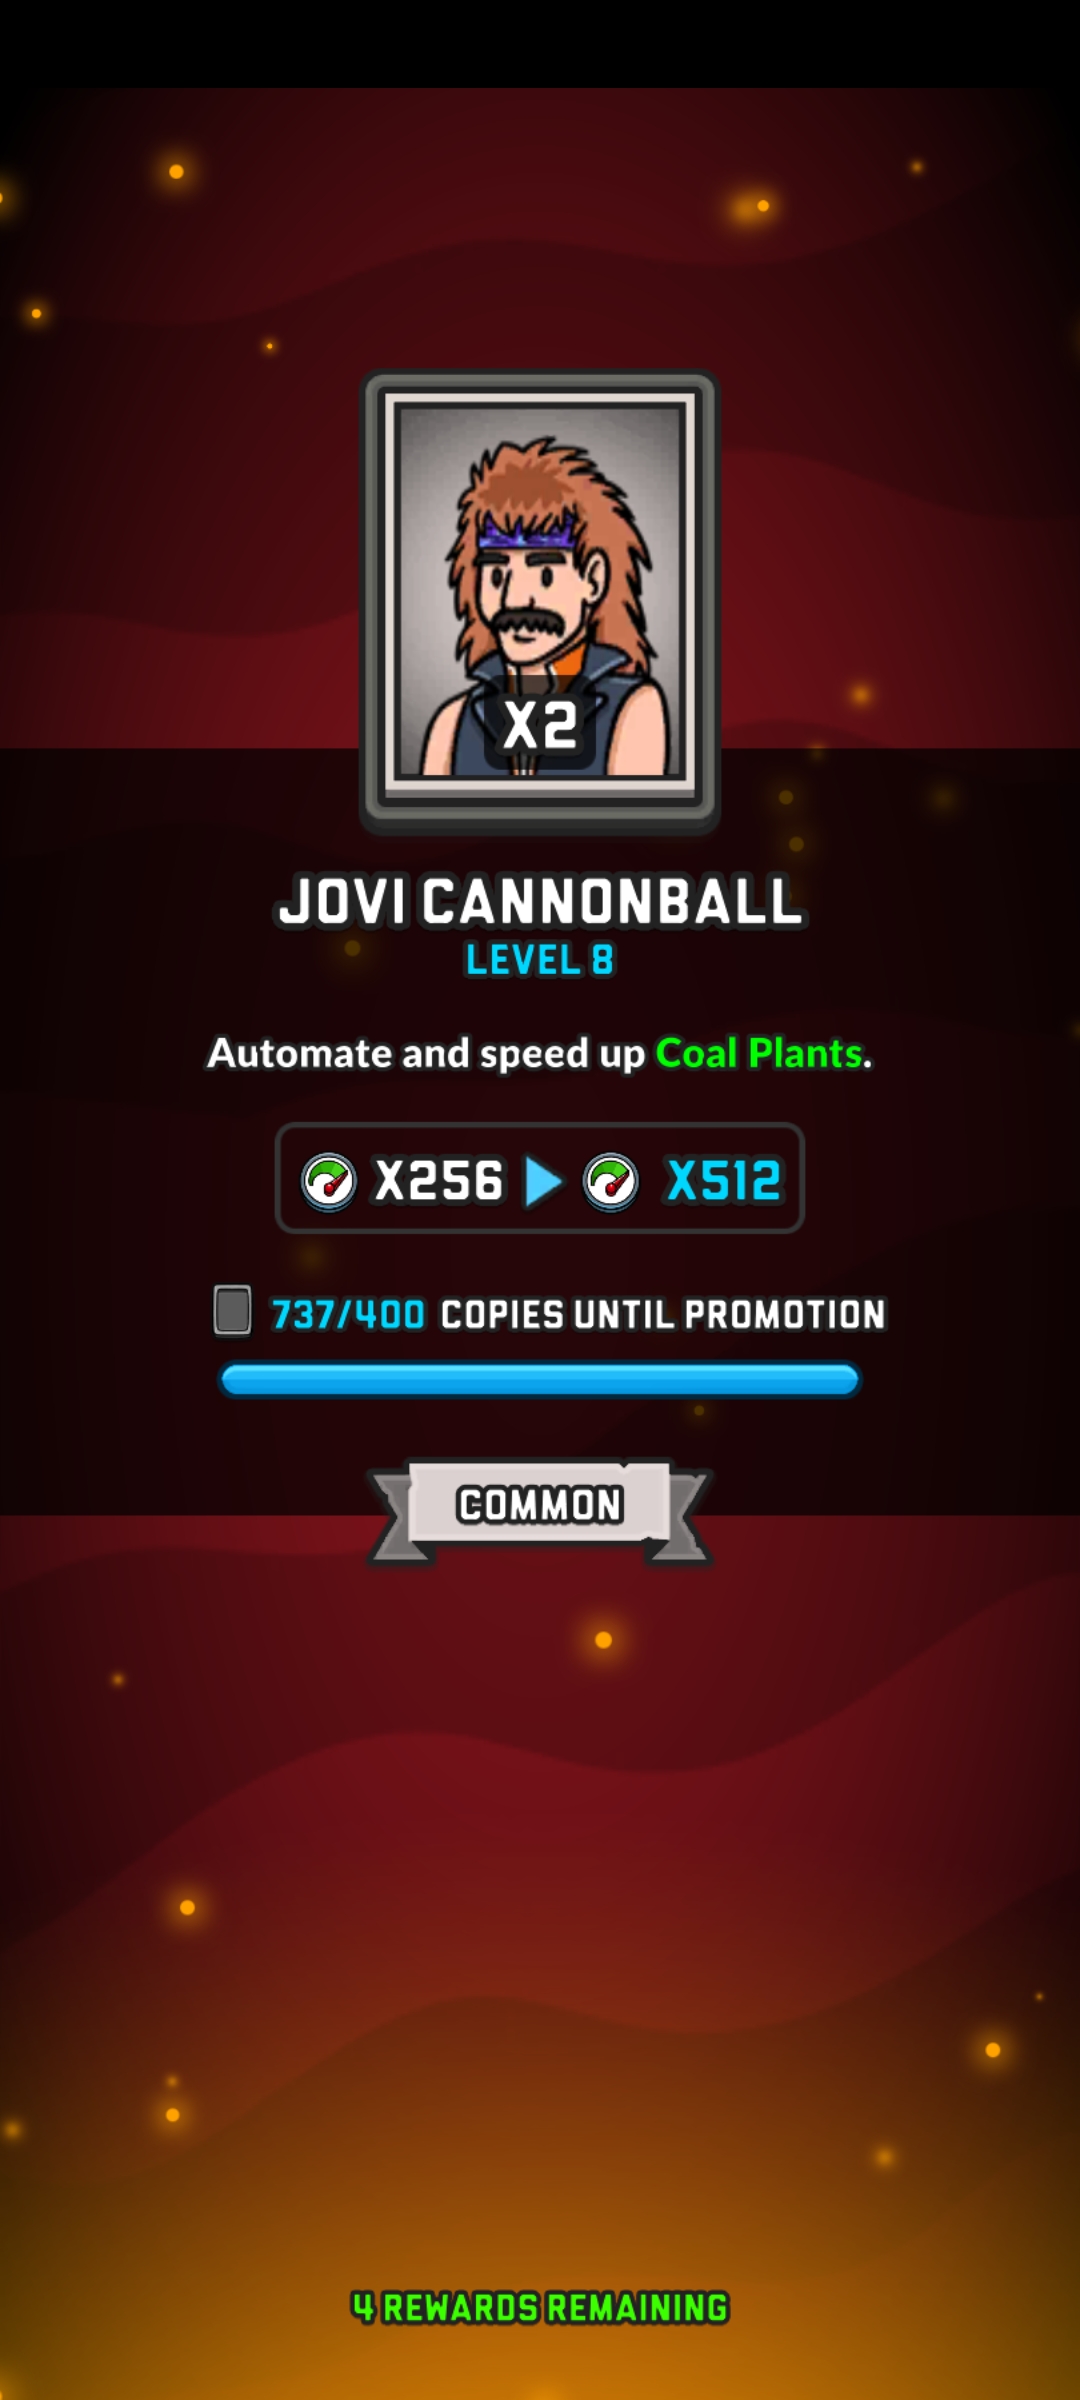 X2
JOVI CANNONBALL
LEVEL 8
Automate and speed up Coal Plants.
X256 X512
737/400 COPIES UNTIL PROMOTION
COMMON
4 REWARDS REMAINING